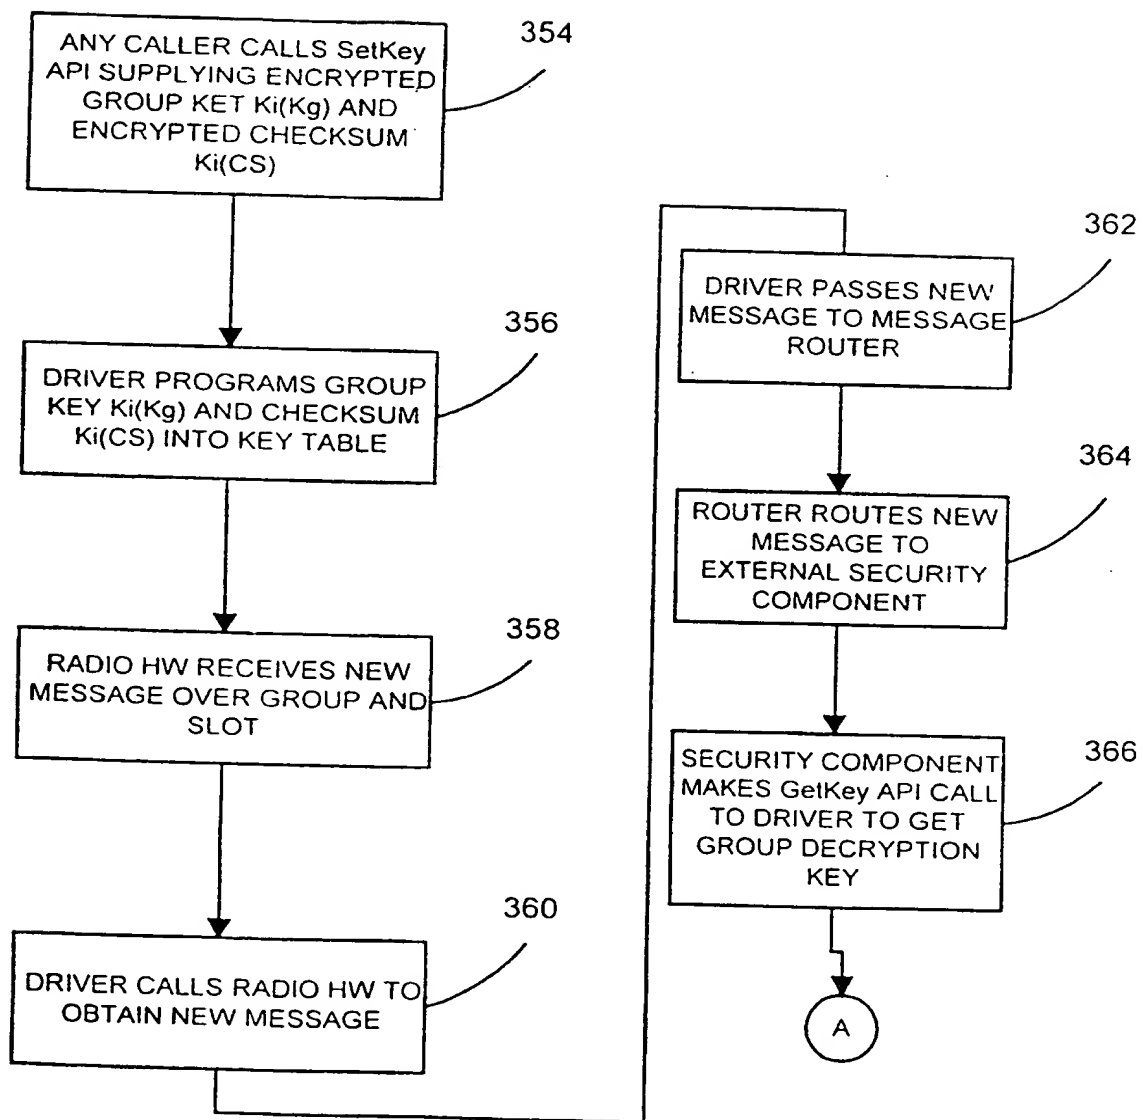 354
ANY CALLER CALLS SetKey
API SUPPLYING ENCRYPTED
GROUP KET Ki(Kg) AND
ENCRYPTED CHECKSUM
Ki(CS)
356
DRIVER PROGRAMS GROUP
KEY Ki(Kg) AND CHECKSUM
Ki(CS) INTO KEY TABLE
358
RADIO HW RECEIVES NEW
MESSAGE OVER GROUP AND
SLOT
360
DRIVER CALLS RADIO HW TO
OBTAIN NEW MESSAGE
362
DRIVER PASSES NEW
MESSAGE TO MESSAGE
ROUTER
364
ROUTER ROUTES NEW
MESSAGE TO
EXTERNAL SECURITY
COMPONENT
366
SECURITY COMPONENT
MAKES GetKey API CALL
TO DRIVER TO GET
GROUP DECRYPTION
KEY
A